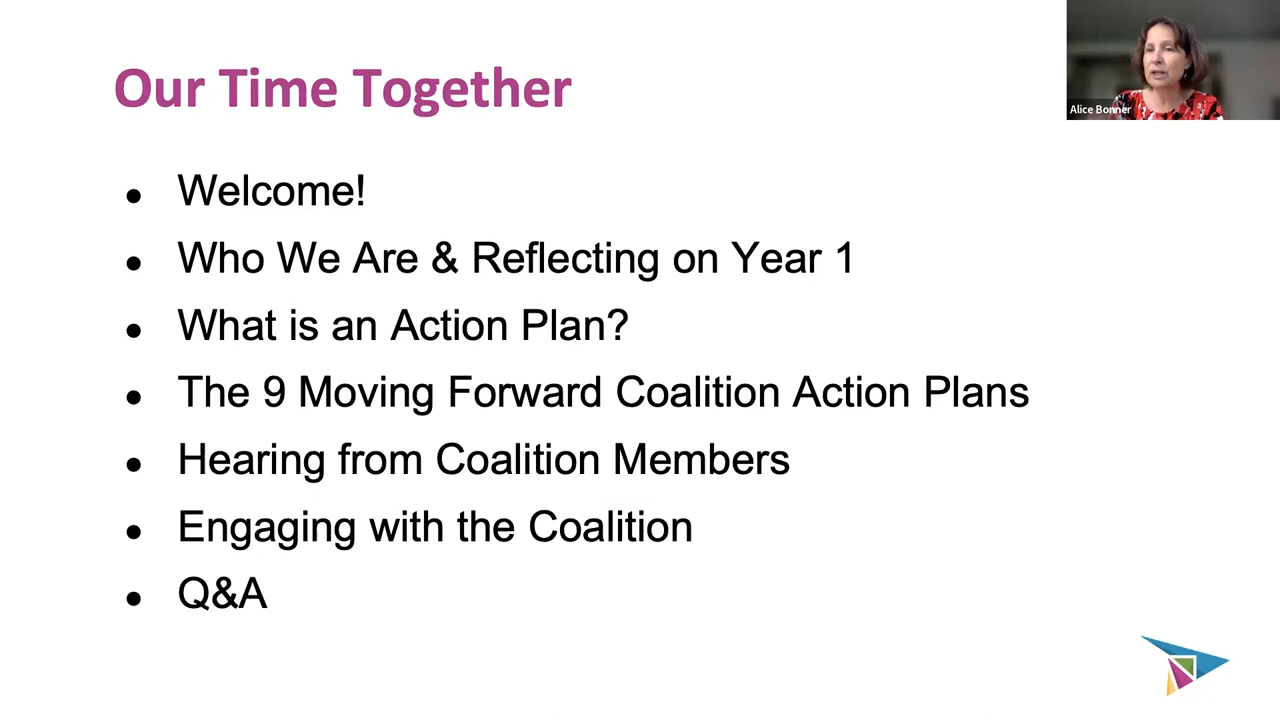 Our Time Together
Alice Bonner
• Welcome!
• Who We Are & Reflecting on Year 1
• What is an Action Plan?
• The 9 Moving Forward Coalition Action Plans
• Hearing from Coalition Members
• Engaging with the Coalition
• Q&A